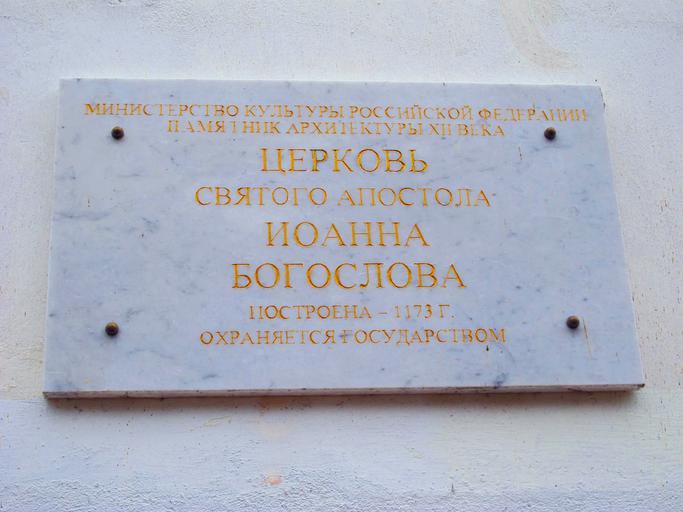 МИНИСТЕРСТВО КУЛЬТУРЫ РОССИЙСКОЙ ФЕДЕРАЦИИ
ПАМЯТНИК АРХИТЕКТУРЫ XII ВЕКА
ЦЕРКОВЬ
СВЯТОГО АПОСТОЛА
ИОАННА
БОГОСЛОВА
ПОСТРОЕНА – 1173 Г.
ОХРАНЯЕТСЯ ГОСУДАРСТВОМ